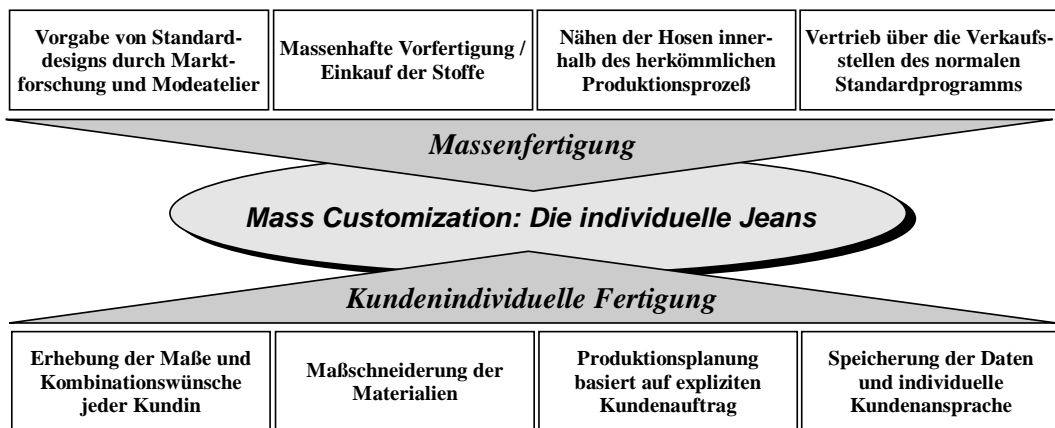 Vorgabe von Standard-
designs durch Markt-
forschung und Modeatelier
Massenhafte Vorfertigung /
Einkauf der Stoffe
Nähen der Hosen inner-
halb des herkömmlichen
Produktionsprozeß
Vertrieb über die Verkaufs-
stellen des normalen
Standardprogramms
Massenfertigung
Mass Customization: Die individuelle Jeans
Kundenindividuelle Fertigung
Erhebung der Maße und
Kombinationswünsche
jeder Kundin
Maßschneiderung der
Materialien
Produktionsplanung
basiert auf expliziten
Kundenauftrag
Speicherung der Daten
und individuelle
Kundenansprache